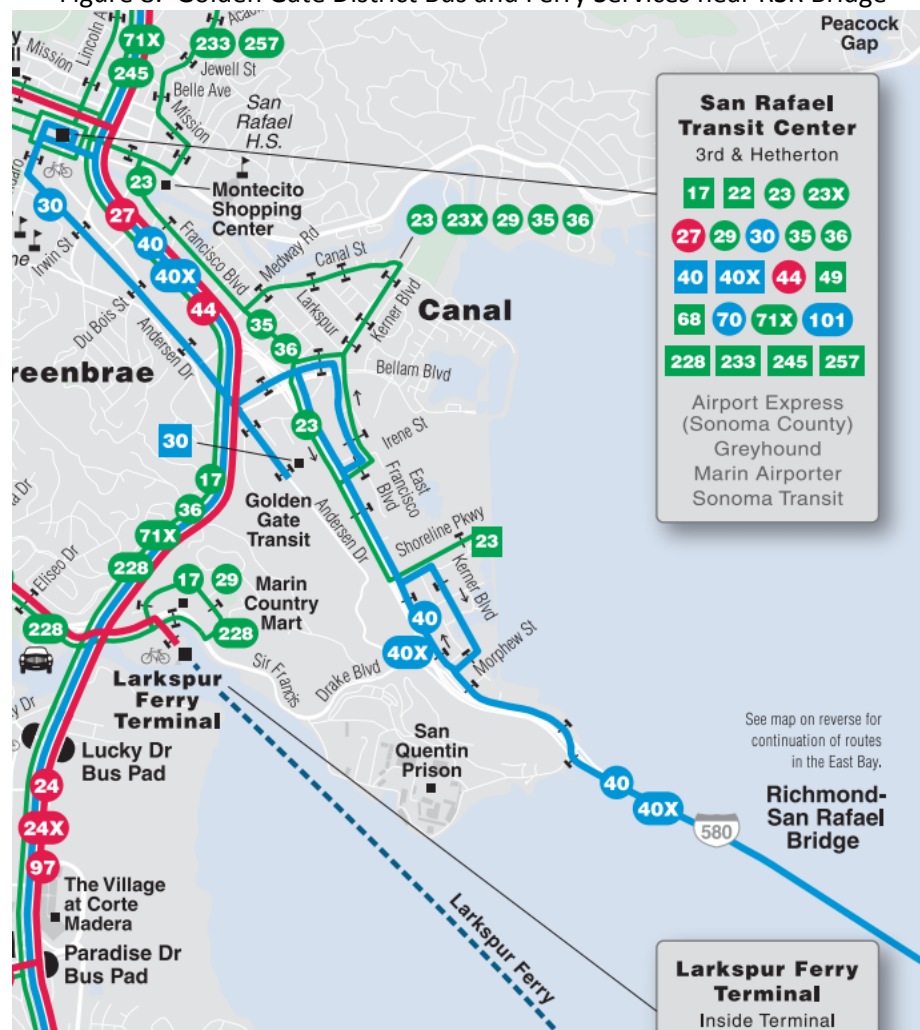 Figure 8. Golden Gate District Bus and Ferry Services near RSR Bridge
Peacock
Gap
Mission
Lincoln A
71X
245
233 257
Jewell St
Belle Ave
Mission
San
Rafael
H.S.
23
Montecito
Shopping
Center
30
27
40
40X
44
Irwin St
Francisco Blvd
Medway Rd
Canal St
Larkspur
Kerner Blvd
23 23X 29 35 36
Canal
35
36
Du Bois St
Andersen Dr
Bellam Blvd
reenbrae
23
30
Irene St
East
Francisco
Blvd
Golden
Gate
Transit
Andersen Dr
Shoreline Pkwy
23
Kerner Blvd
17
36
71X
228
Eliseo Dr
17 29
Marin
Country
Mart
228
228
40
40X
Morphew St
Sir Francis
Drake Blvd
Larkspur
Ferry
Terminal
San
Quentin
Prison
y Dr
Lucky Dr
Bus Pad
24
24X
97
The Village
at Corte
Madera
Paradise Dr
Bus Pad
Larkspur Ferry
40
40X
580
See map on reverse for
continuation of routes
in the East Bay.
Richmond-
San Rafael
Bridge
San Rafael
Transit Center
3rd & Hetherton
17 22 23 23X
27 29 30 35 36
40 40X 44 49
68 70 71X 101
228 233 245 257
Airport Express
(Sonoma County)
Greyhound
Marin Airporter
Sonoma Transit
Larkspur Ferry
Terminal
Inside Terminal